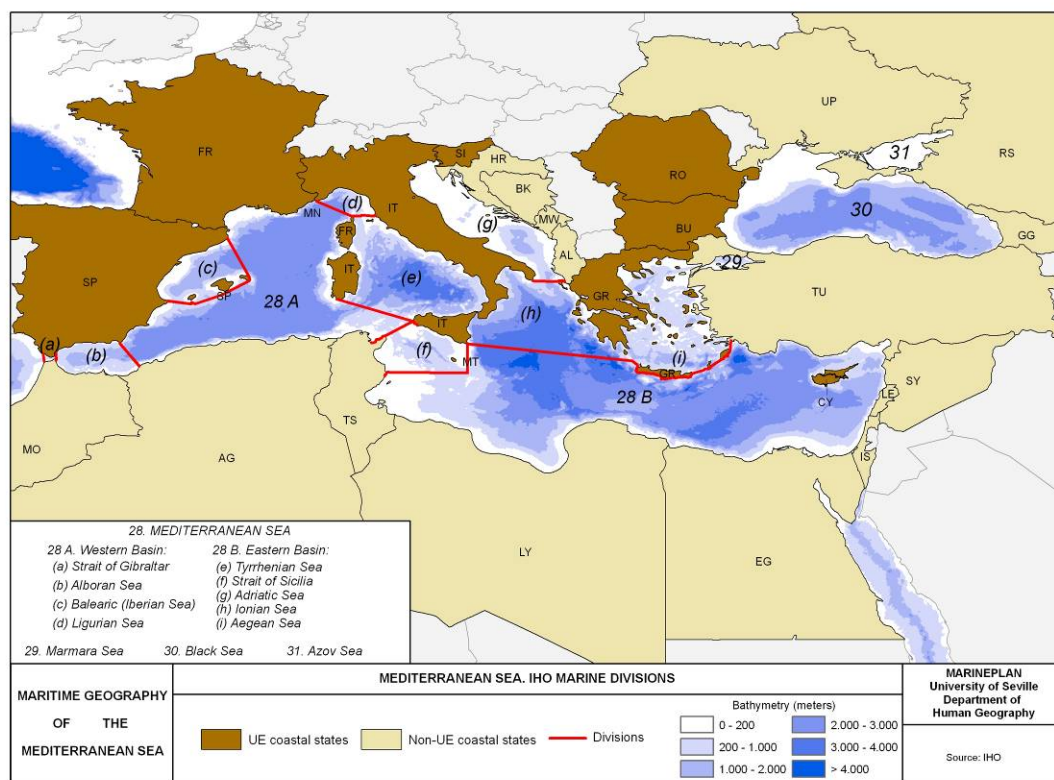 UP
FR
SI
HR
31
RS
BK
RO
MN
(d)
IT
MW
30
FR
(g)
BU
GG
AL
29
SP
(c)
IT
(e)
SP
28 A
GR
TU
(h)
(a)
(b)
IT
(f)
MT
(i)
GR
28 B
CY
SY
LE
MO
TS
IS
AG
LY
EG
28. MEDITERRANEAN SEA
28 A. Western Basin:
(a) Strait of Gibraltar
(b) Alboran Sea
(c) Balearic (Iberian Sea)
(d) Ligurian Sea
28 B. Eastern Basin:
(e) Tyrrhenian Sea
(f) Strait of Sicilia
(g) Adriatic Sea
(h) Ionian Sea
(i) Aegean Sea
29. Marmara Sea 30. Black Sea 31. Azov Sea
MARITIME GEOGRAPHY
OF THE
MEDITERRANEAN SEA
MEDITERRANEAN SEA. IHO MARINE DIVISIONS
UE coastal states
Non-UE coastal states
Divisions
Bathymetry (meters)
0 - 200
200 - 1.000
1.000 - 2.000
2.000 - 3.000
3.000 - 4.000
> 4.000
MARINEPLAN
University of Seville
Department of
Human Geography
Source: IHO